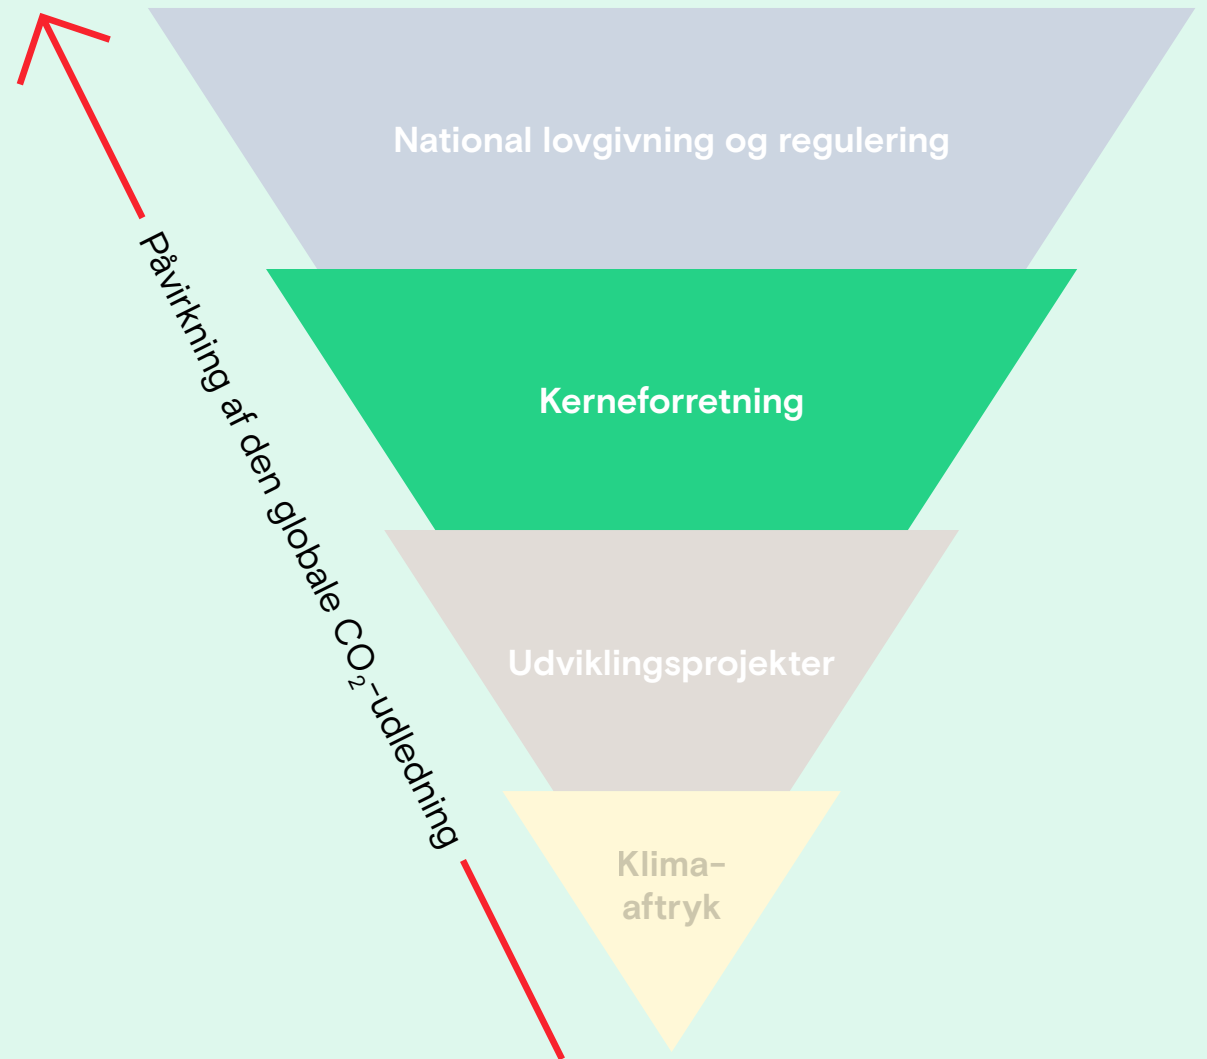 National lovgivning og regulering
Kerneforretning
Udviklingsprojekter
Klima-
aftryk
Påvirkning af den globale CO₂-udledning